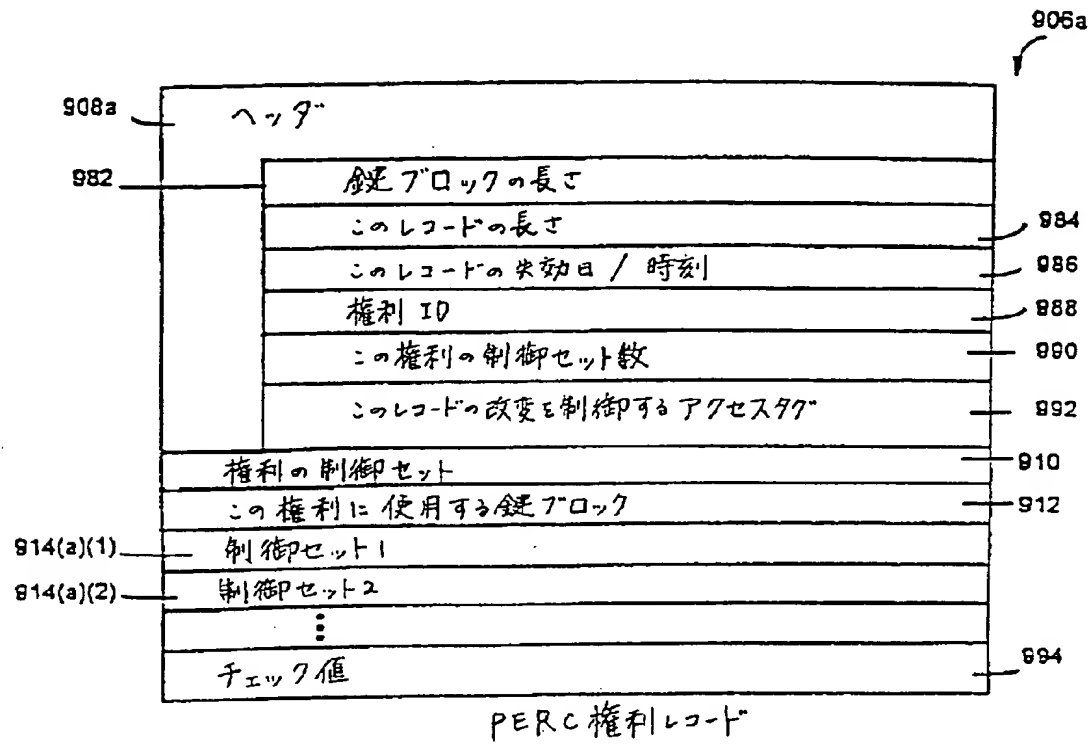 906a
908a ヘッダ
982 鍵ブロックの長さ
このレコードの長さ 984
このレコードの失効日 / 時刻 986
権利 ID 988
この権利の制御セット数 990
このレコードの改変を制御するアクセスタグ 992
権利の制御セット 910
この権利に使用する鍵ブロック 912
914(a)(1) 制御セット1
914(a)(2) 制御セット2
⋮
チェック値 994
PERC権利レコード